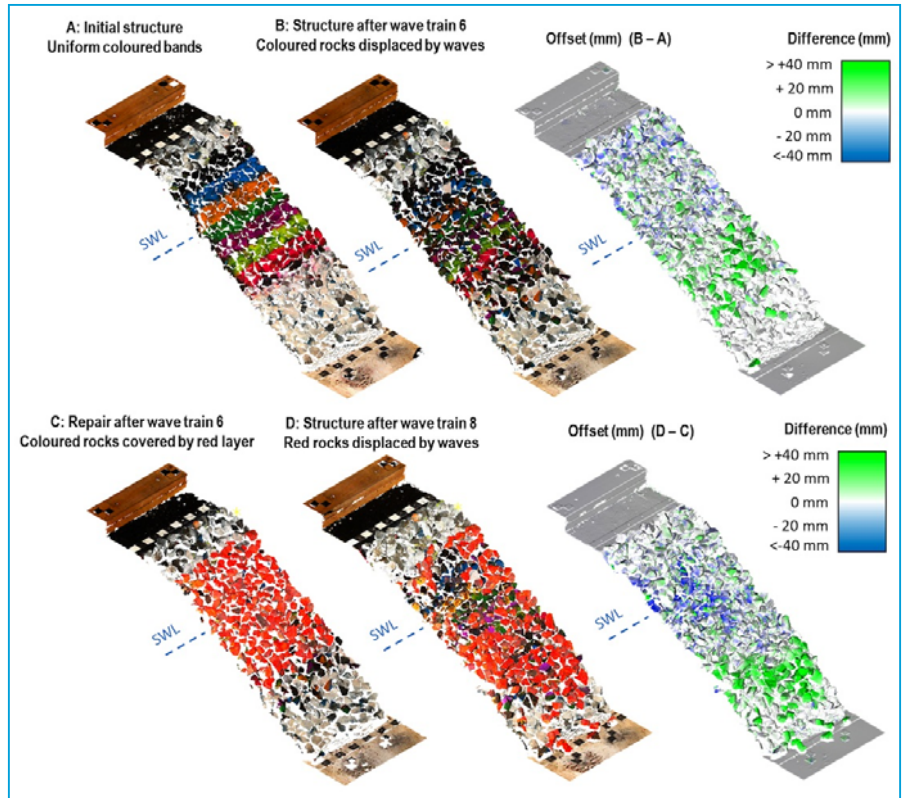 A: Initial structure
Uniform coloured bands
B: Structure after wave train 6
Coloured rocks displaced by waves
Offset (mm) (B – A)
Difference (mm)
> +40 mm
+ 20 mm
0 mm
- 20 mm
<-40 mm
SWL
SWL
SWL
C: Repair after wave train 6
Coloured rocks covered by red layer
D: Structure after wave train 8
Red rocks displaced by waves
Offset (mm) (D – C)
Difference (mm)
> +40 mm
+ 20 mm
0 mm
- 20 mm
<-40 mm
SWL
SWL
SWL